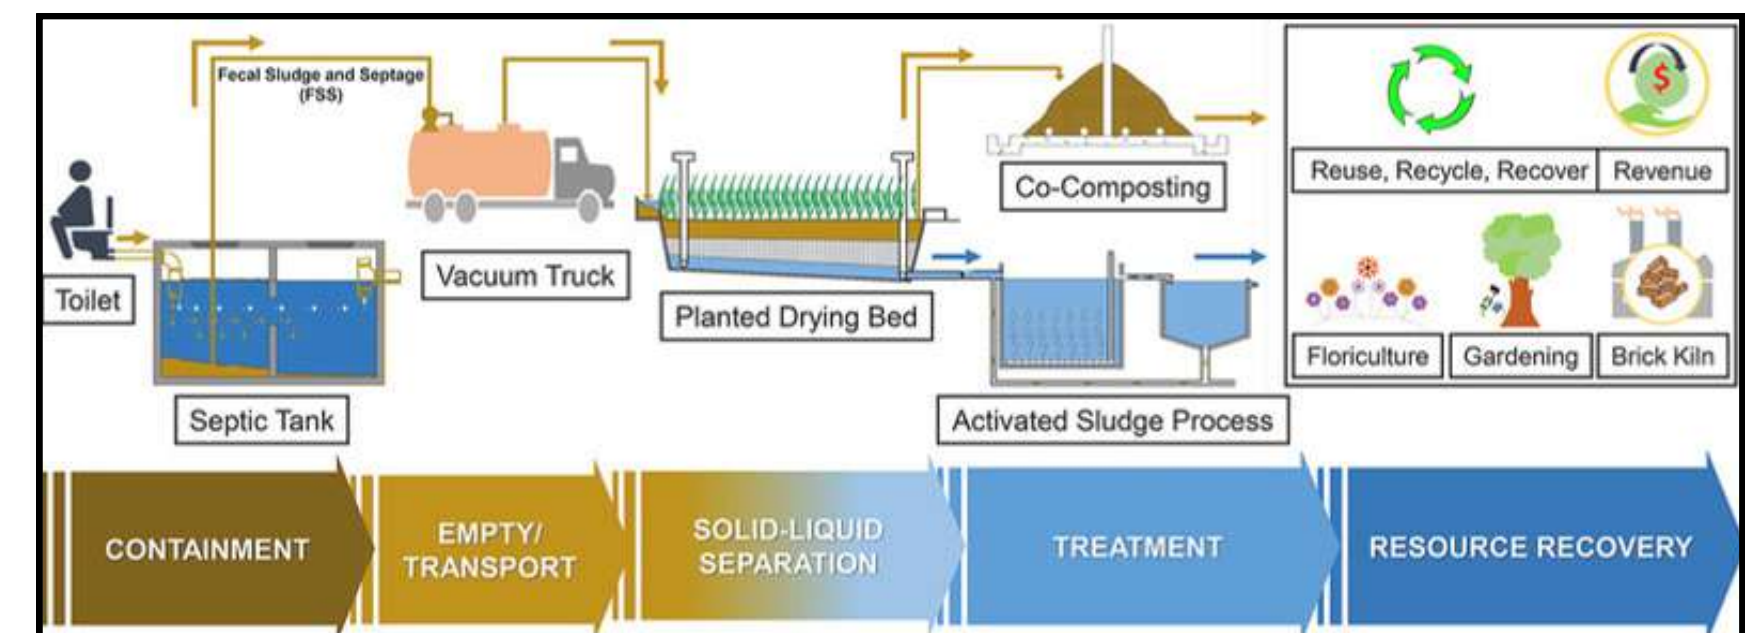 Fecal Sludge and Septage
(FSS)
$
Reuse, Recycle, Recover
Revenue
Co-Composting
Vacuum Truck
Toilet
Planted Drying Bed
Floriculture
Gardening
Brick Kiln
Septic Tank
Activated Sludge Process
CONTAINMENT
EMPTY/
TRANSPORT
SOLID-LIQUID
SEPARATION
TREATMENT
RESOURCE RECOVERY